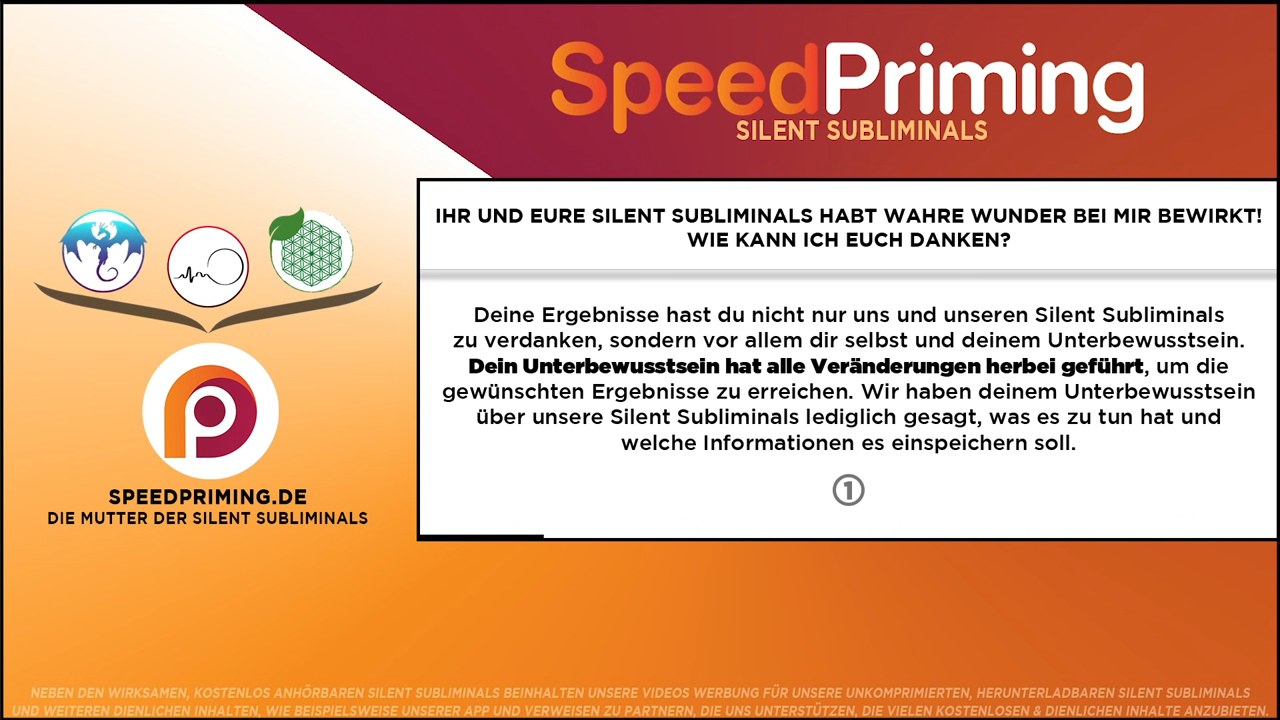 SpeedPriming
SILENT SUBLIMINALS
IHR UND EURE SILENT SUBLIMINALS HABT WAHRE WUNDER BEI MIR BEWIRKT!
WIE KANN ICH EUCH DANKEN?
Deine Ergebnisse hast du nicht nur uns und unseren Silent Subliminals
zu verdanken, sondern vor allem dir selbst und deinem Unterbewusstsein.
Dein Unterbewusstsein hat alle Veränderungen herbei geführt, um die
gewünschten Ergebnisse zu erreichen. Wir haben deinem Unterbewusstsein
über unsere Silent Subliminals lediglich gesagt, was es zu tun hat und
welche Informationen es einspeichern soll.
①
SPEEDPRIMING.DE
DIE MUTTER DER SILENT SUBLIMINALS
NEBEN DEN WIRKSAMEN, KOSTENLOS ANHÖRBAREN SILENT SUBLIMINALS BEINHALTEN UNSERE VIDEOS WERBUNG FÜR UNSERE UNKOMPRIMIERTEN, HERUNTERLADBAREN SILENT SUBLIMINALS
UND WEITEREN DIENLICHEN INHALTEN, WIE BEISPIELSWEISE UNSERER APP UND VERWEISEN ZU PARTNERN, DIE UNS UNTERSTÜTZEN, DIE VIELEN KOSTENLOSEN & DIENLICHEN INHALTE ANZUBIETEN.